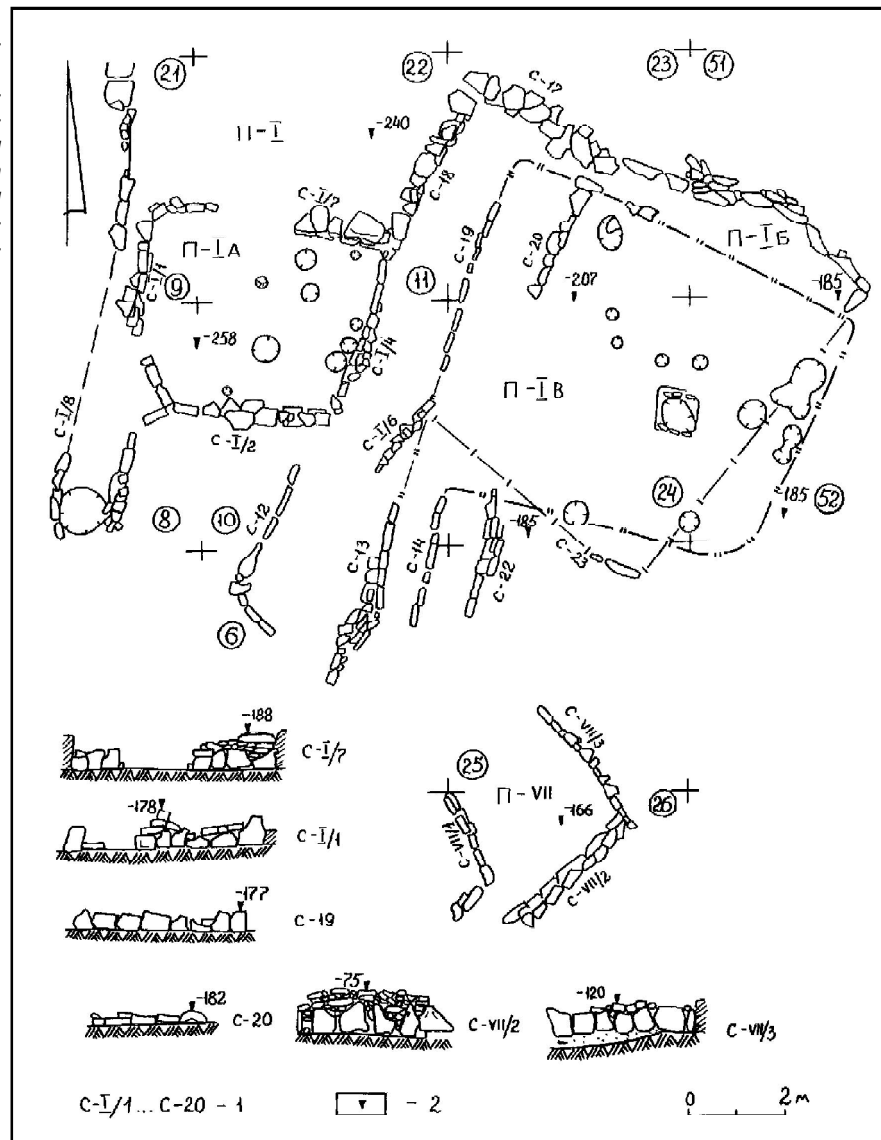 21 22 23 51
С-17
П-I -240
С-18
С-I/7
С-19
С-20
П-IБ
П-IА
С-I/1
9 11 -207 -185
-258
С-I/4
П-IВ
С-I/8
С-I/2
С-I/6
24 -185 52
8 10 С-12
С-13
С-14
-185
С-22
С-23
6
-188
С-I/7
С-VII/3
25 П-VII
-178
-166 26
С-I/1
С-VII/4
С-VII/2
-177
С-19
-75
-120
-182
С-20 С-VII/2 С-VII/3
С-I/1... С-20 - 1 - 2 0 2 м